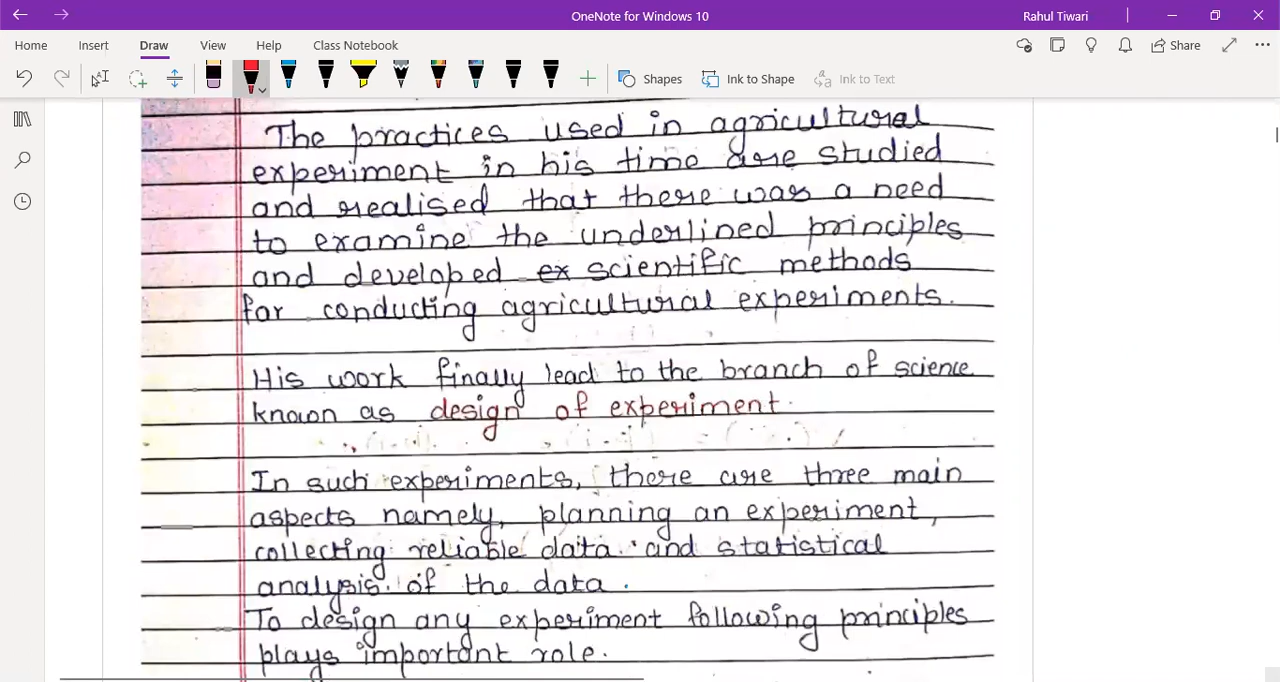 OneNote for Windows 10
Rahul Tiwari
Home Insert Draw View Help Class Notebook
Share
Shapes Ink to Shape Ink to Text
The practices used in agricultural
experiment in his time are studied
and realised that there was a need
to examine the underlined principles
and developed ex scientific methods
for conducting agricultural experiments.
His work finally lead to the branch of science
known as design of experiment.
In such experiments, there are three main
aspects namely, planning an experiment,
collecting reliable data and statistical
analysis of the data.
To design any experiment following principles
plays important role.